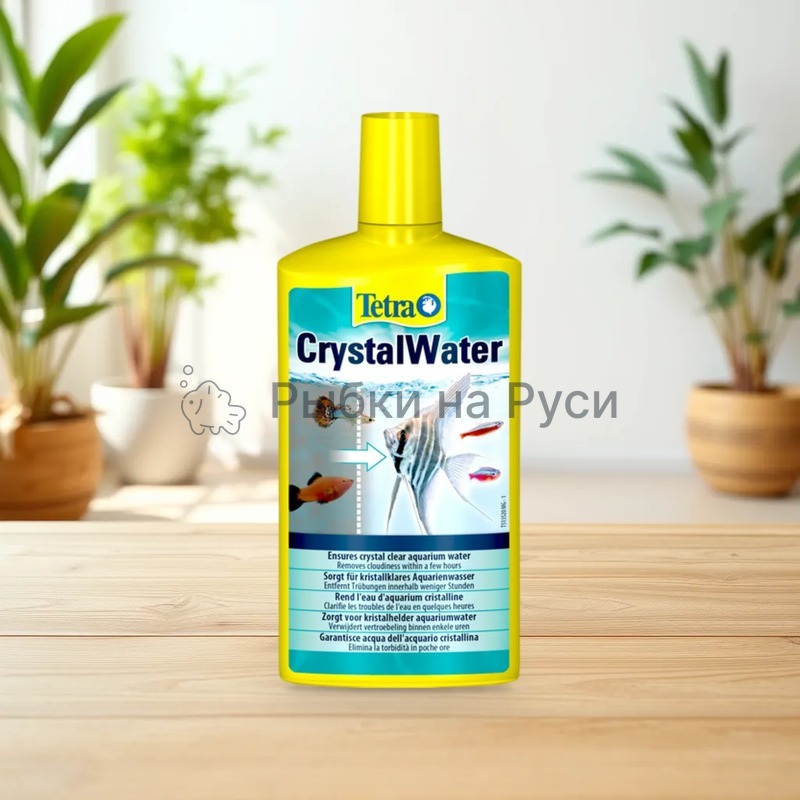 Tetra
CrystalWater
Рыбки на Руси
Ensures crystal clear aquarium water
Removes cloudiness within a few hours
Sorgt für kristallklares Aquarienwasser
Entfernt Trübungen innerhalb weniger Stunden
Rend l'eau d'aquarium cristalline
Clarifie les troubles de l'eau en quelques heures
Zorgt voor kristalhelder aquariumwater
Verwijdert vertroebeling binnen enkele uren
Garantisce acqua dell'acquario cristallina
Elimina la torbidità in poche ore